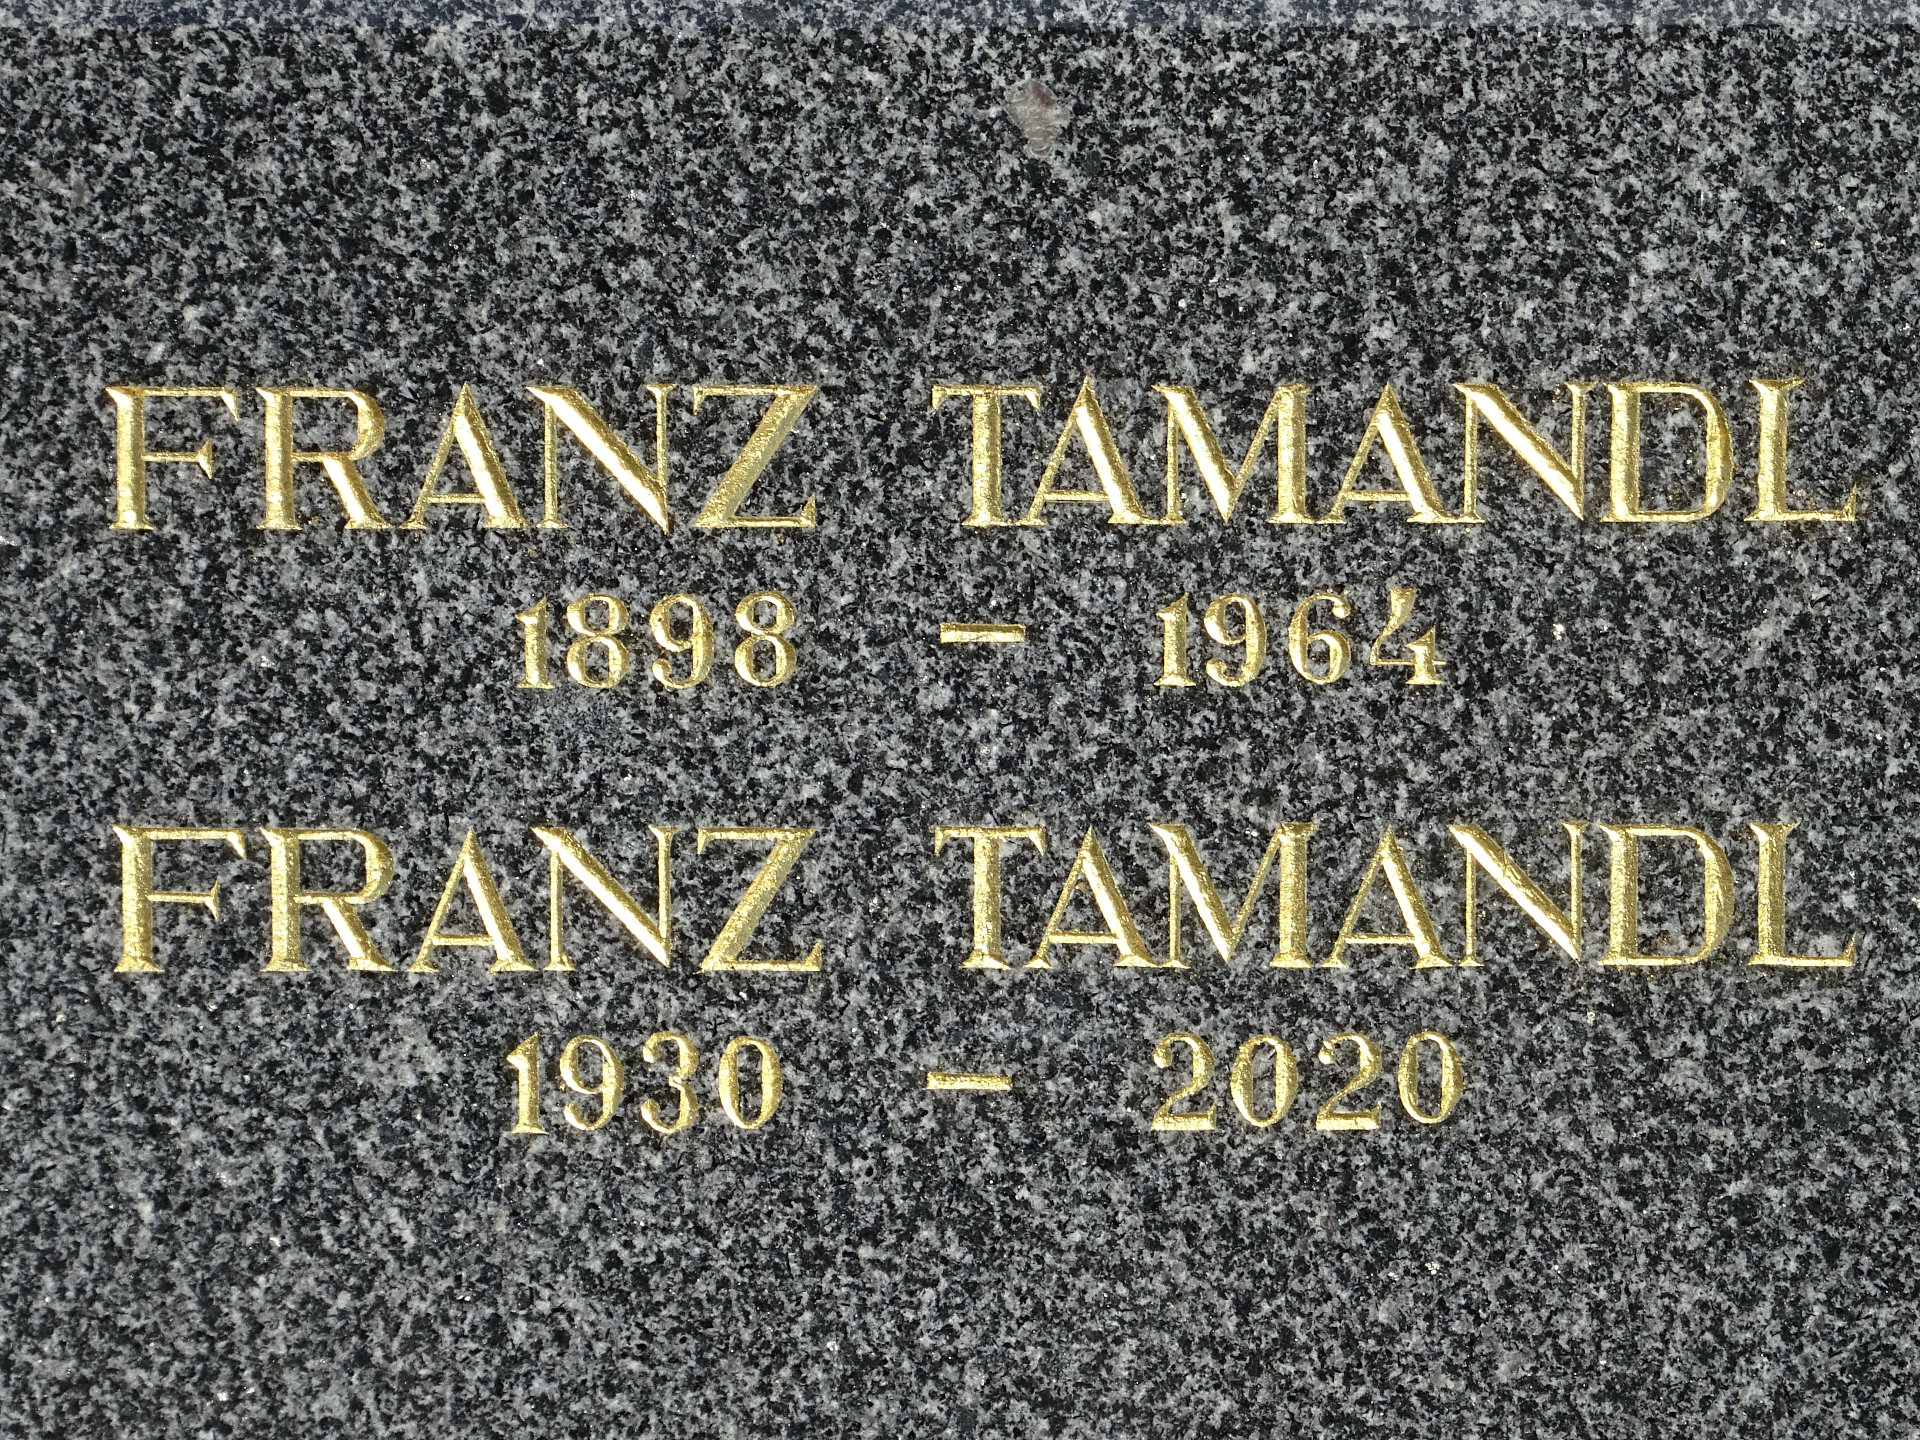 FRANZ TAMANDL
1898 – 1964
FRANZ TAMANDL
1930 – 2020